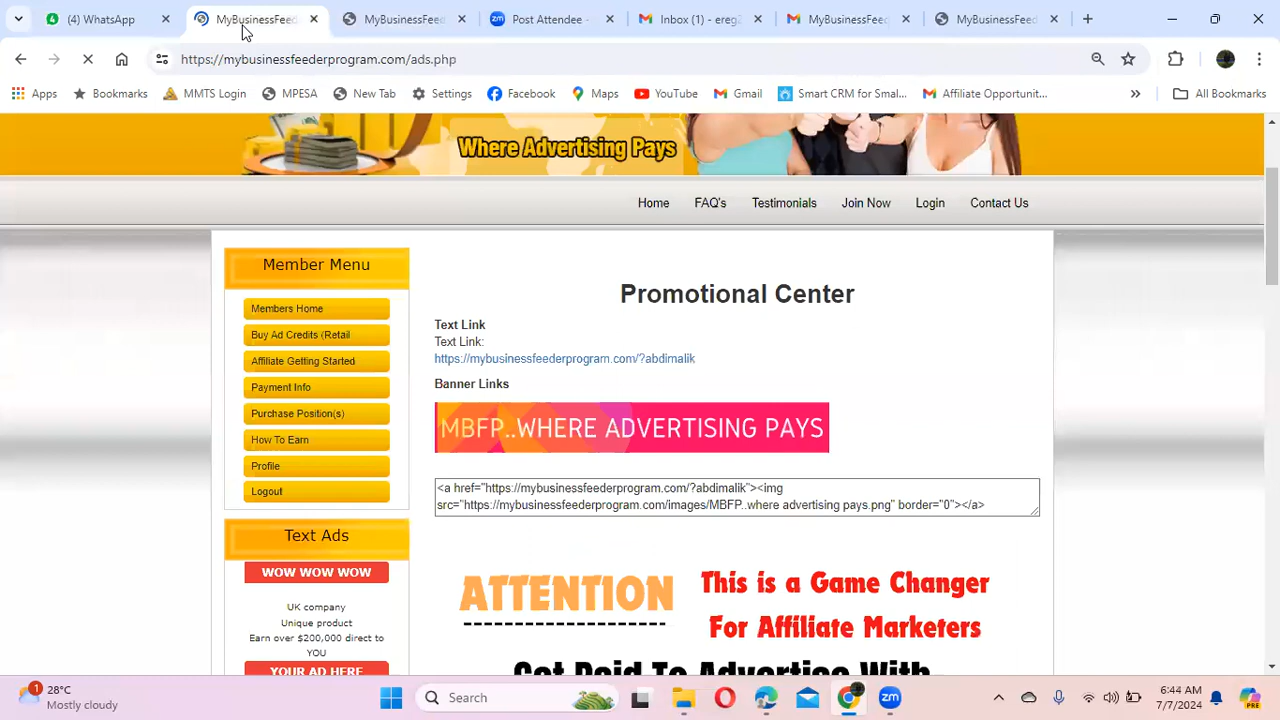 (4) WhatsApp
MyBusinessFeed
MyBusinessFeed
Post Attendee -
Inbox (1) - ereg2
MyBusinessFeed
MyBusinessFeed
https://mybusinessfeederprogram.com/ads.php
Apps
Bookmarks
MMTS Login
MPESA
New Tab
Settings
Facebook
Maps
YouTube
Gmail
Smart CRM for Smal...
Affiliate Opportunit...
All Bookmarks
Where Advertising Pays
Home
FAQ's
Testimonials
Join Now
Login
Contact Us
Member Menu
Members Home
Buy Ad Credits (Retail
Affiliate Getting Started
Payment Info
Purchase Position(s)
How To Earn
Profile
Logout
Text Ads
WOW WOW WOW
UK company
Unique product
Earn over $200,000 direct to
YOU
YOUR AD HERE
Promotional Center
Text Link
Text Link:
https://mybusinessfeederprogram.com/?abdimalik
Banner Links
MBFP..WHERE ADVERTISING PAYS
<a href="https://mybusinessfeederprogram.com/?abdimalik"><img
src="https://mybusinessfeederprogram.com/images/MBFP..where advertising pays.png" border="0"></a>
ATTENTION
This is a Game Changer
For Affiliate Marketers
Get Paid To Advertise With
1
28°C
Mostly cloudy
Search
zm
6:44 AM
7/7/2024
PRE